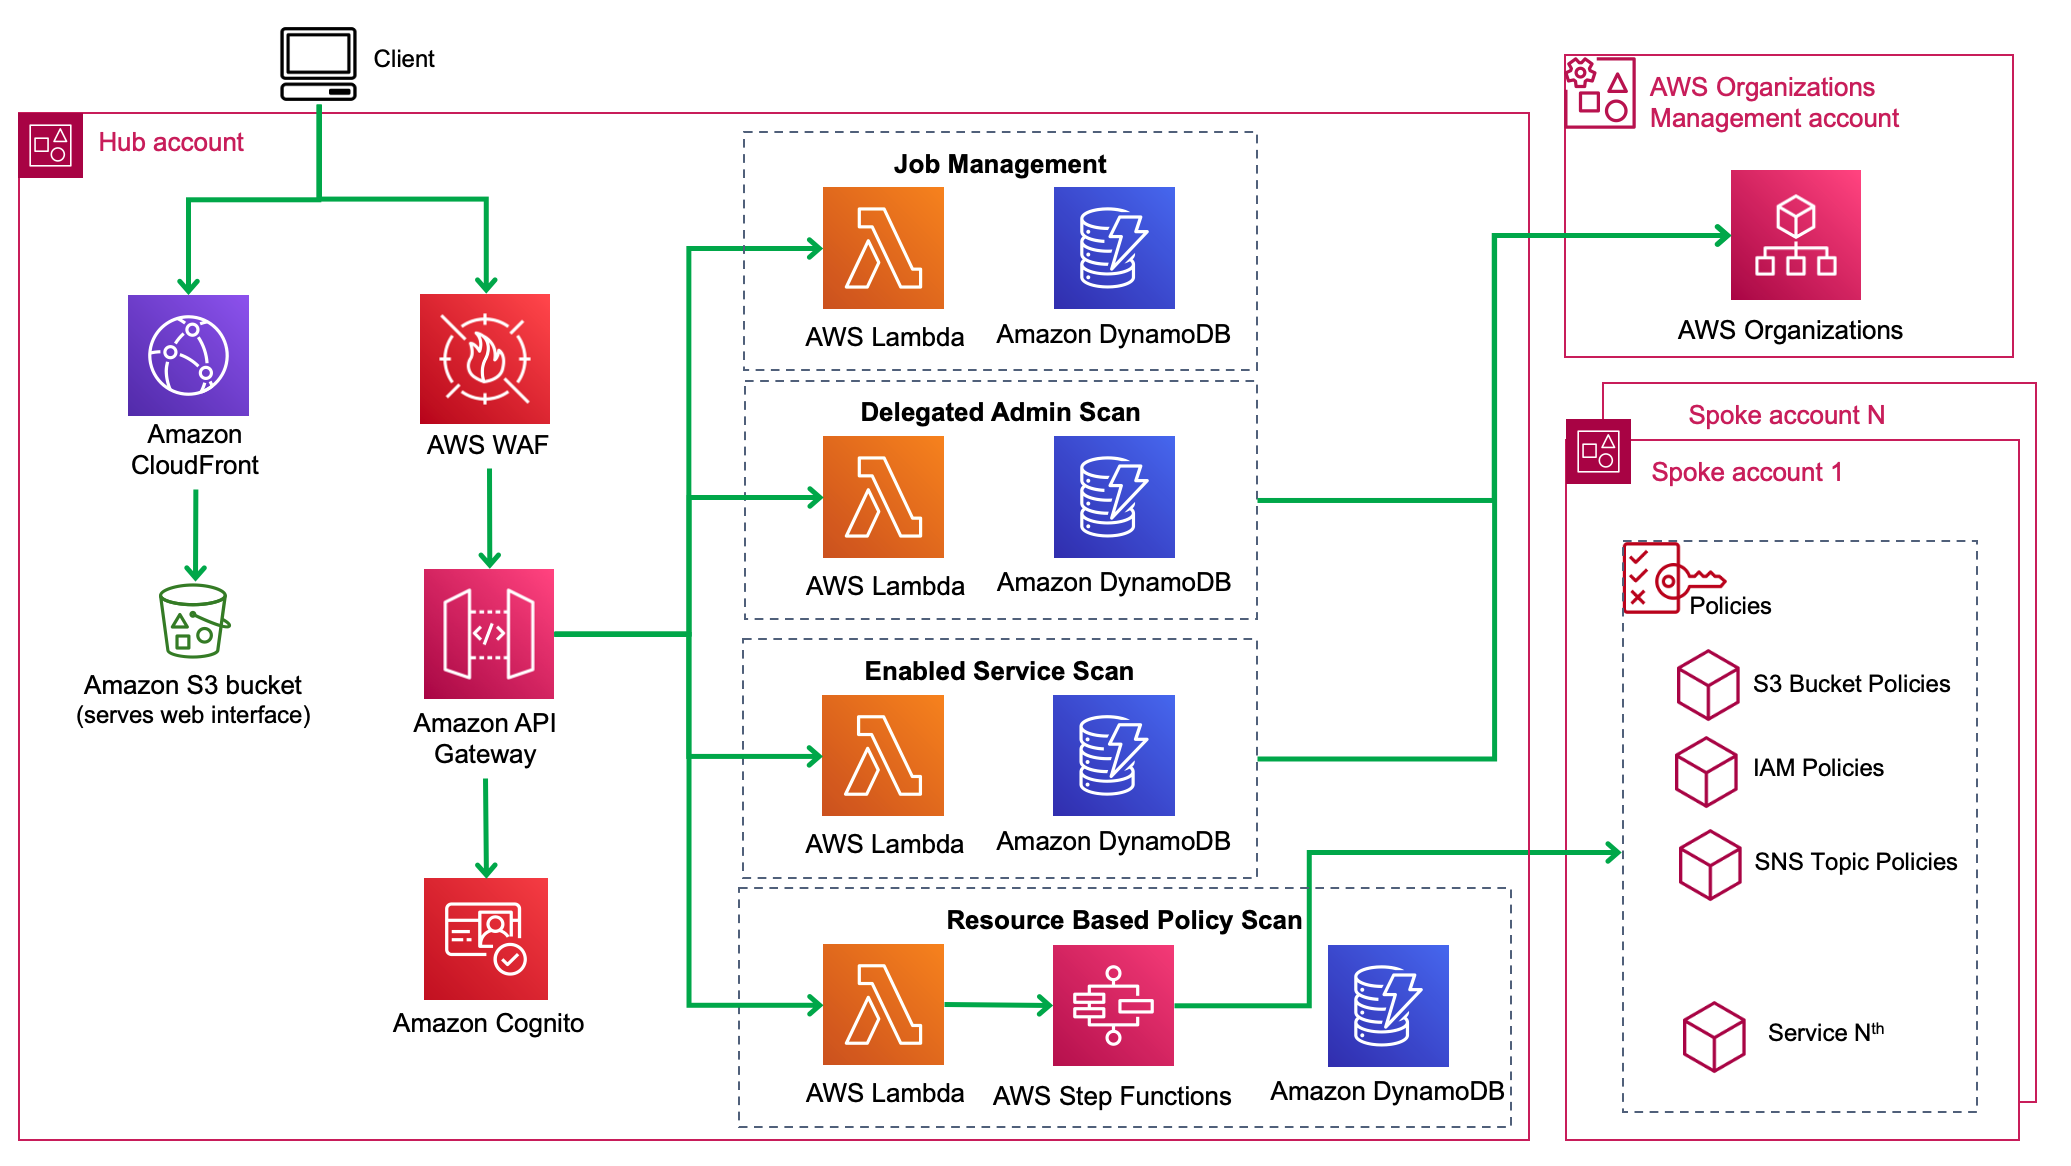 Client
Hub account
Amazon
CloudFront
Amazon S3 bucket
(serves web interface)
AWS WAF
Amazon API
Gateway
Amazon Cognito
Job Management
AWS Lambda
Amazon DynamoDB
Delegated Admin Scan
AWS Lambda
Amazon DynamoDB
Enabled Service Scan
AWS Lambda
Amazon DynamoDB
Resource Based Policy Scan
AWS Lambda
AWS Step Functions
Amazon DynamoDB
AWS Organizations
Management account
AWS Organizations
Spoke account N
Spoke account 1
Policies
S3 Bucket Policies
IAM Policies
SNS Topic Policies
Service Nth